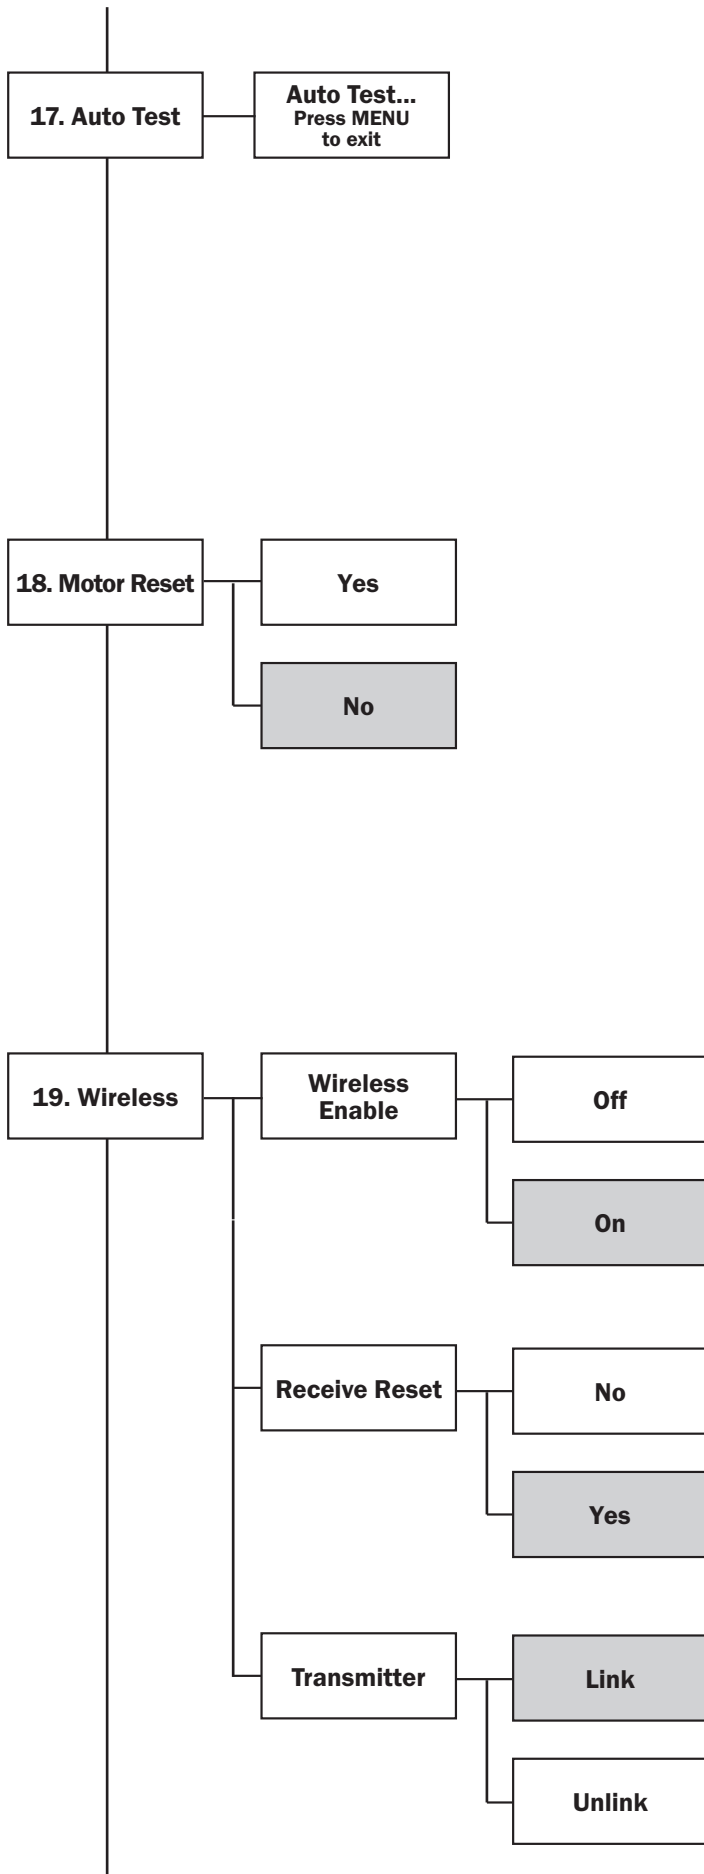 17. Auto Test
Auto Test...
Press MENU
to exit
18. Motor Reset
Yes
No
19. Wireless
Wireless
Enable
Off
On
Receive Reset
No
Yes
Transmitter
Link
Unlink